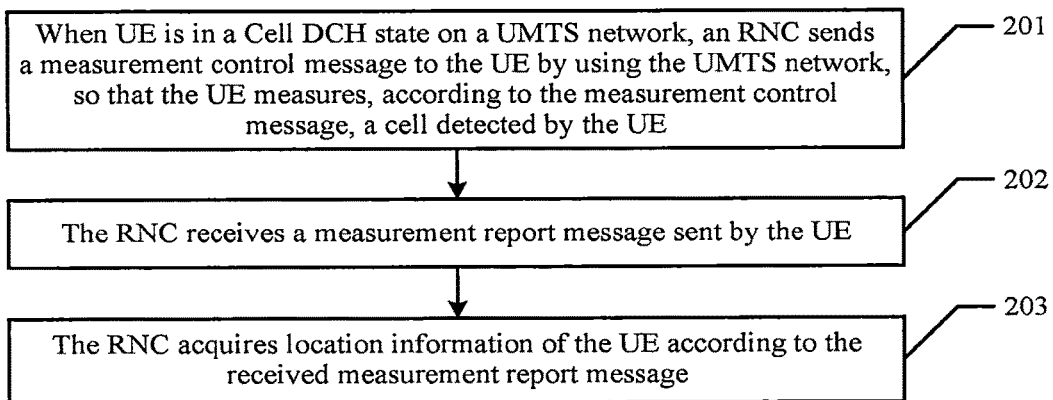 When UE is in a Cell DCH state on a UMTS network, an RNC sends
a measurement control message to the UE by using the UMTS network,
so that the UE measures, according to the measurement control
message, a cell detected by the UE
201
The RNC receives a measurement report message sent by the UE
202
The RNC acquires location information of the UE according to the
received measurement report message
203